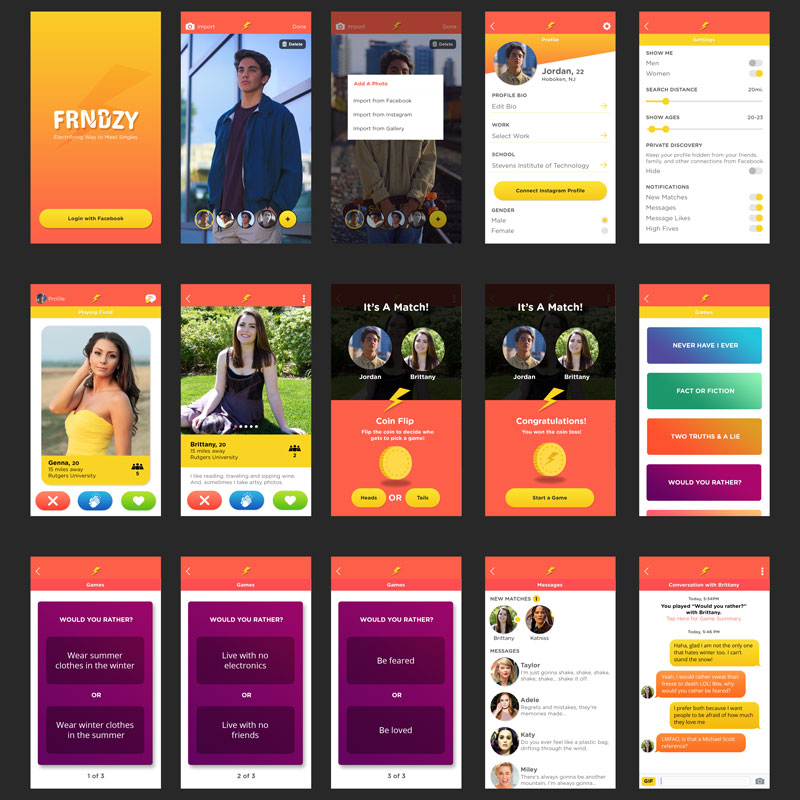 FRNDZY
Electrifying Way to Meet Singles
Login with Facebook
Import
Done
Delete
Import
Done
Delete
Add A Photo
Import from Facebook
Import from Instagram
Import from Gallery
Profile
Jordan, 22
Hoboken, NJ
PROFILE BIO
Edit Bio
WORK
Select Work
SCHOOL
Stevens Institute of Technology
Connect Instagram Profile
GENDER
Male
Female
Settings
SHOW ME
Men
Women
SEARCH DISTANCE 20mi.
SHOW AGES 20-23
PRIVATE DISCOVERY
Keep your profile hidden from your friends,
family, and other connections from Facebook
Hide
NOTIFICATIONS
New Matches
Messages
Message Likes
High Fives
Profile
Playing Field
Genna, 20
15 miles away
Rutgers University
5
Brittany, 20
15 miles away
Rutgers University
2
I like reading, traveling and sipping wine.
And, sometimes I take artsy photos.
It's A Match!
Jordan Brittany
Coin Flip
Flip the coin to decide who
gets to pick a game!
Heads OR Tails
It's A Match!
Jordan Brittany
Congratulations!
You won the coin toss!
Start a Game
Games
NEVER HAVE I EVER
FACT OR FICTION
TWO TRUTHS & A LIE
WOULD YOU RATHER?
Games
WOULD YOU RATHER?
Wear summer
clothes in the winter
OR
Wear winter clothes
in the summer
1 of 3
Games
WOULD YOU RATHER?
Live with no
electronics
OR
Live with no
friends
2 of 3
Games
WOULD YOU RATHER?
Be feared
OR
Be loved
3 of 3
Messages
NEW MATCHES 1
Brittany Katniss
MESSAGES
Taylor
I'm just gonna shake, shake, shake,
shake, shake... shake it off.
Adele
Regrets and mistakes, they're
memories made...
Katy
Do you ever feel like a plastic bag,
drifting through the wind.
Miley
There's always gonna be another
mountain, I'm always gonna...
Conversation with Brittany
Today, 5:34PM
You played "Would you rather?"
with Brittany.
Tap Here for Game Summary
Today, 5:46 PM
Haha, glad I am not the only one
that hates winter too. I can't
stand the snow!
Yeah, I would rather sweat than
freeze to death LOL! Btw, why
would you rather be feared?
I prefer both because I want
people to be afraid of how much
they love me
LMFAO, is that a Michael Scott
reference?
GIF